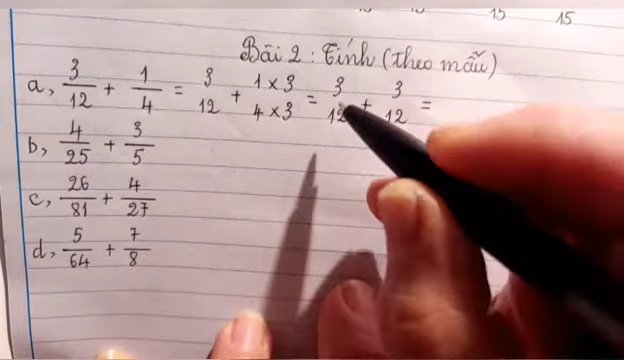 15 15
Bài 2: Tính (theo mẫu)
a, 3/12 + 1/4 = 3/12 + 1×3/4×3 = 3/12 + 3/12 =
b, 4/25 + 3/5
c, 26/81 + 4/27
d, 5/64 + 7/8